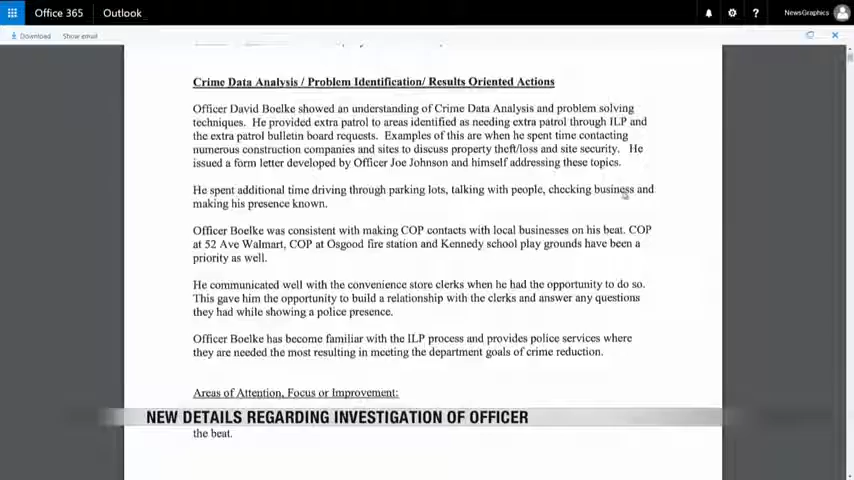 Office 365
Outlook
?
NewsGraphics
Download
Show email
Crime Data Analysis / Problem Identification/ Results Oriented Actions
Officer David Boelke showed an understanding of Crime Data Analysis and problem solving
techniques. He provided extra patrol to areas identified as needing extra patrol through ILP and
the extra patrol bulletin board requests. Examples of this are when he spent time contacting
numerous construction companies and sites to discuss property theft/loss and site security. He
issued a form letter developed by Officer Joe Johnson and himself addressing these topics.
He spent additional time driving through parking lots, talking with people, checking business and
making his presence known.
Officer Boelke was consistent with making COP contacts with local businesses on his beat. COP
at 52 Ave Walmart, COP at Osgood fire station and Kennedy school play grounds have been a
priority as well.
He communicated well with the convenience store clerks when he had the opportunity to do so.
This gave him the opportunity to build a relationship with the clerks and answer any questions
they had while showing a police presence.
Officer Boelke has become familiar with the ILP process and provides police services where
they are needed the most resulting in meeting the department goals of crime reduction.
Areas of Attention, Focus or Improvement:
NEW DETAILS REGARDING INVESTIGATION OF OFFICER
the beat.